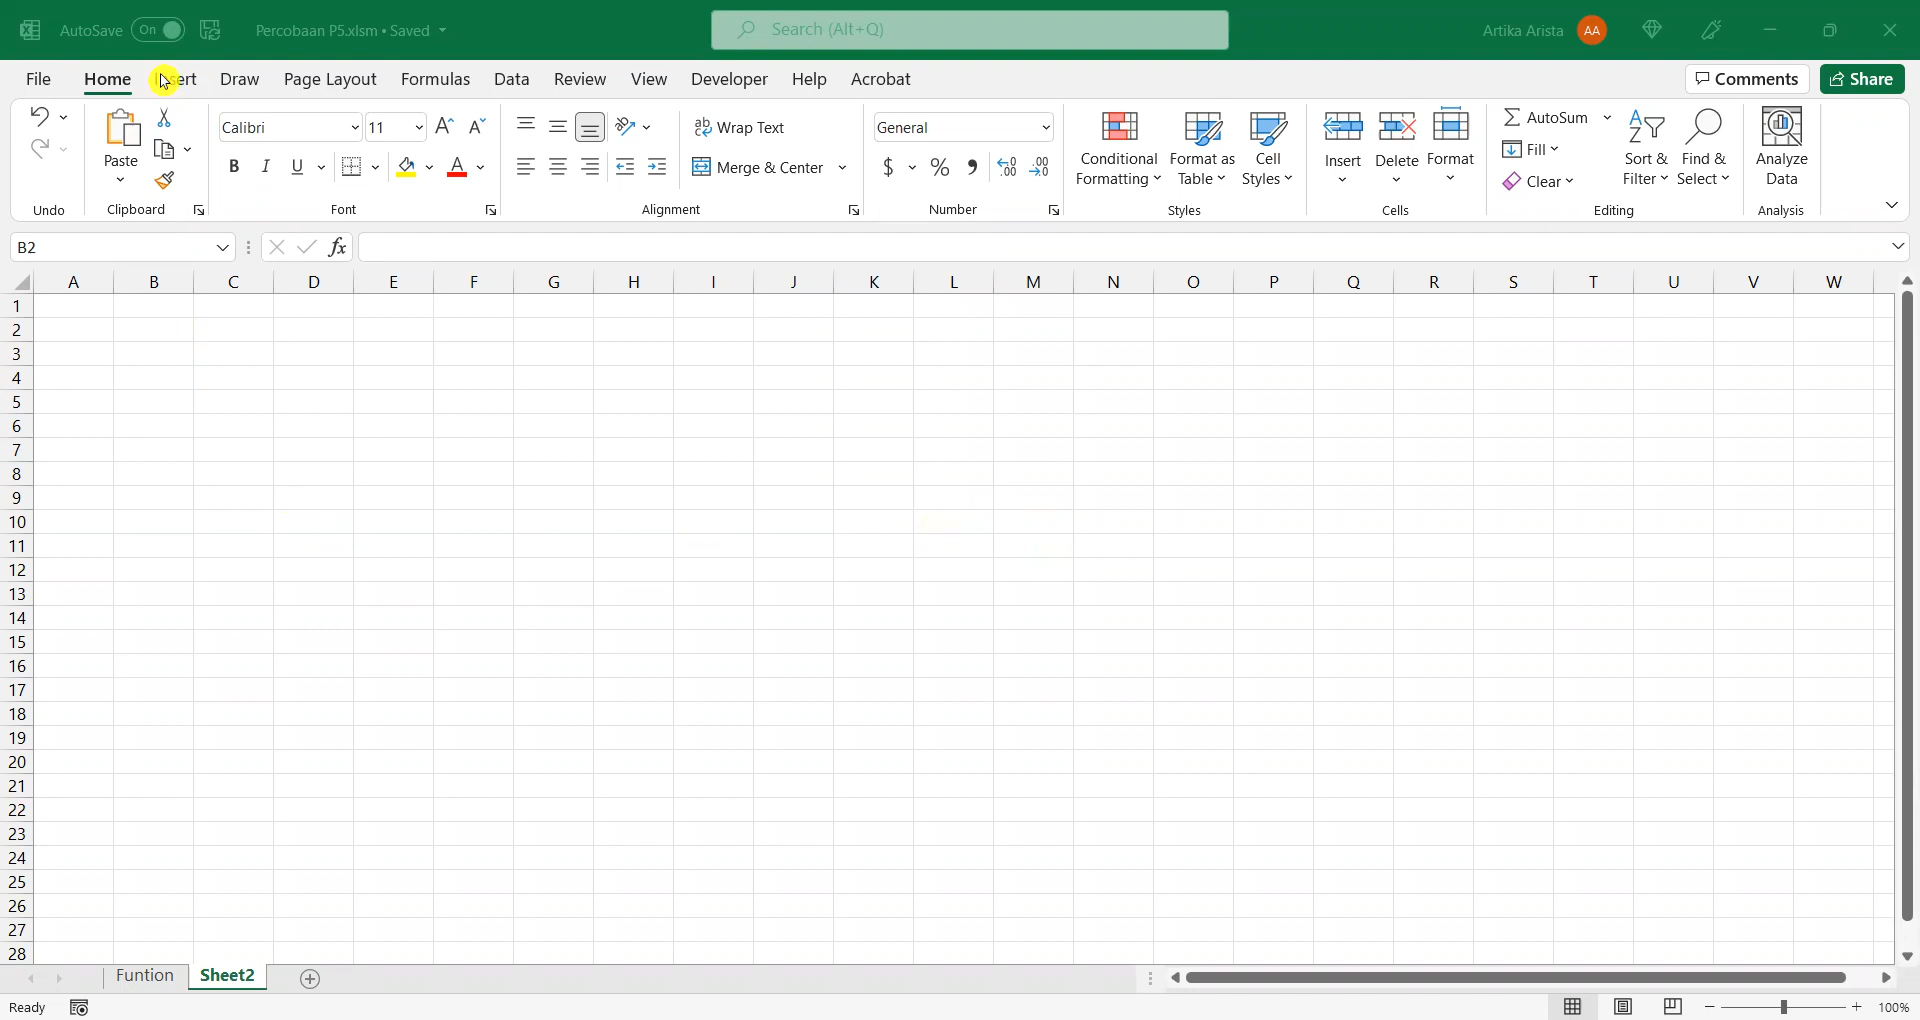 AutoSave On Percobaan P5.xlsm • Saved Search (Alt+Q) Artika Arista AA
File Home Insert Draw Page Layout Formulas Data Review View Developer Help Acrobat Comments Share
Calibri 11 ab Wrap Text General AutoSum
Paste Conditional Formatting Format as Table Cell Styles Insert Delete Format Fill Sort & Filter Find & Select Analyze Data
B I U A Merge & Center $ % Clear
Undo Clipboard Font Alignment Number Styles Cells Editing Analysis
B2 fx
A B C D E F G H I J K L M N O P Q R S T U V W
1
2
3
4
5
6
7
8
9
10
11
12
13
14
15
16
17
18
19
20
21
22
23
24
25
26
27
28
Funtion Sheet2
Ready 100%